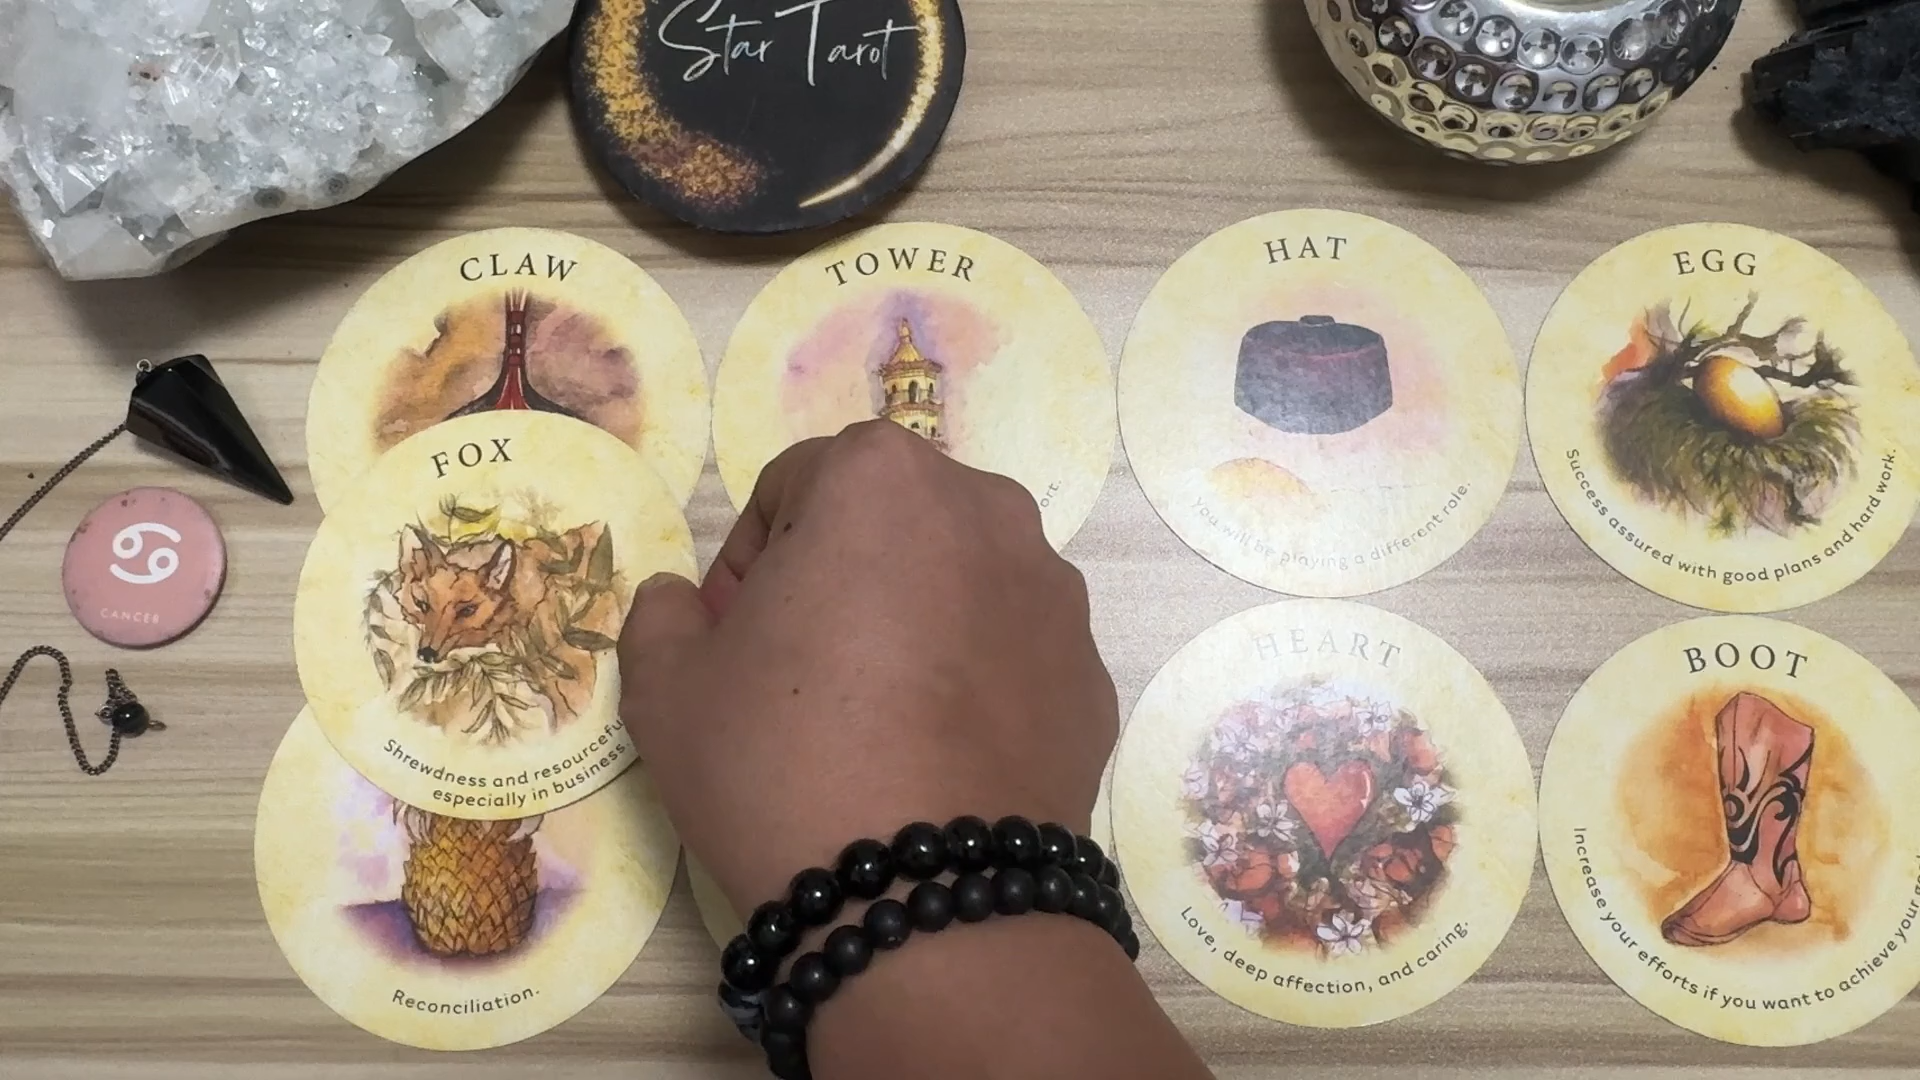 Star Tarot
CLAW
TOWER
ort.
HAT
You will be playing a different role.
EGG
Success assured with good plans and hard work.
FOX
Shrewdness and resourceful
especially in business.
CANCER
Reconciliation.
HEART
Love, deep affection, and caring.
BOOT
Increase your efforts if you want to achieve your